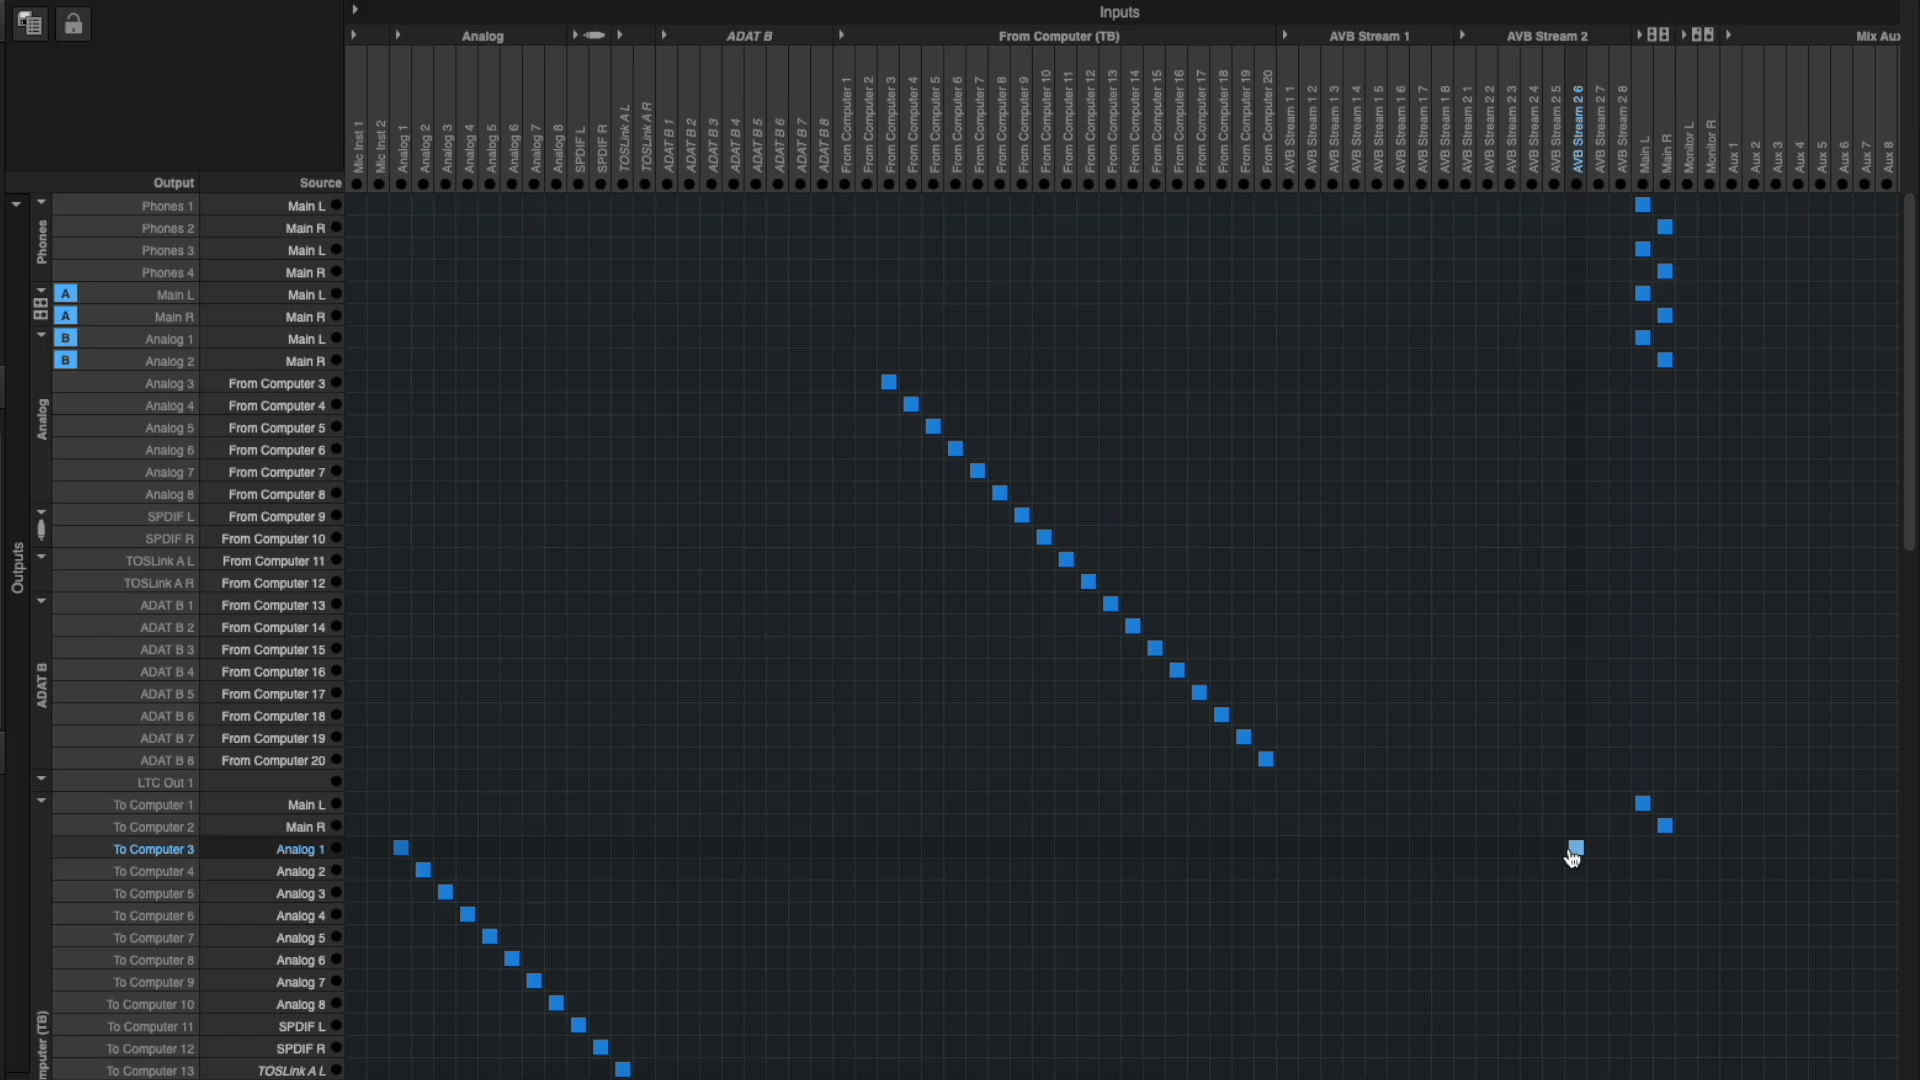 Inputs
Analog
ADAT B
From Computer (TB)
AVB Stream 1
AVB Stream 2
Mix Aux
Mic Inst 1
Mic Inst 2
Analog 1
Analog 2
Analog 3
Analog 4
Analog 5
Analog 6
Analog 7
Analog 8
SPDIF L
SPDIF R
TOSLink A L
TOSLink A R
ADAT B 1
ADAT B 2
ADAT B 3
ADAT B 4
ADAT B 5
ADAT B 6
ADAT B 7
ADAT B 8
From Computer 1
From Computer 2
From Computer 3
From Computer 4
From Computer 5
From Computer 6
From Computer 7
From Computer 8
From Computer 9
From Computer 10
From Computer 11
From Computer 12
From Computer 13
From Computer 14
From Computer 15
From Computer 16
From Computer 17
From Computer 18
From Computer 19
From Computer 20
AVB Stream 1 1
AVB Stream 1 2
AVB Stream 1 3
AVB Stream 1 4
AVB Stream 1 5
AVB Stream 1 6
AVB Stream 1 7
AVB Stream 1 8
AVB Stream 2 1
AVB Stream 2 2
AVB Stream 2 3
AVB Stream 2 4
AVB Stream 2 5
AVB Stream 2 6
AVB Stream 2 7
AVB Stream 2 8
Main L
Main R
Monitor L
Monitor R
Aux 1
Aux 2
Aux 3
Aux 4
Aux 5
Aux 6
Aux 7
Aux 8
Output Source
Outputs
Phones
Analog
ADAT B
mputer (TB)
Phones 1 Main L
Phones 2 Main R
Phones 3 Main L
Phones 4 Main R
A Main L Main L
A Main R Main R
B Analog 1 Main L
B Analog 2 Main R
Analog 3 From Computer 3
Analog 4 From Computer 4
Analog 5 From Computer 5
Analog 6 From Computer 6
Analog 7 From Computer 7
Analog 8 From Computer 8
SPDIF L From Computer 9
SPDIF R From Computer 10
TOSLink A L From Computer 11
TOSLink A R From Computer 12
ADAT B 1 From Computer 13
ADAT B 2 From Computer 14
ADAT B 3 From Computer 15
ADAT B 4 From Computer 16
ADAT B 5 From Computer 17
ADAT B 6 From Computer 18
ADAT B 7 From Computer 19
ADAT B 8 From Computer 20
LTC Out 1
To Computer 1 Main L
To Computer 2 Main R
To Computer 3 Analog 1
To Computer 4 Analog 2
To Computer 5 Analog 3
To Computer 6 Analog 4
To Computer 7 Analog 5
To Computer 8 Analog 6
To Computer 9 Analog 7
To Computer 10 Analog 8
To Computer 11 SPDIF L
To Computer 12 SPDIF R
To Computer 13 TOSLink A L